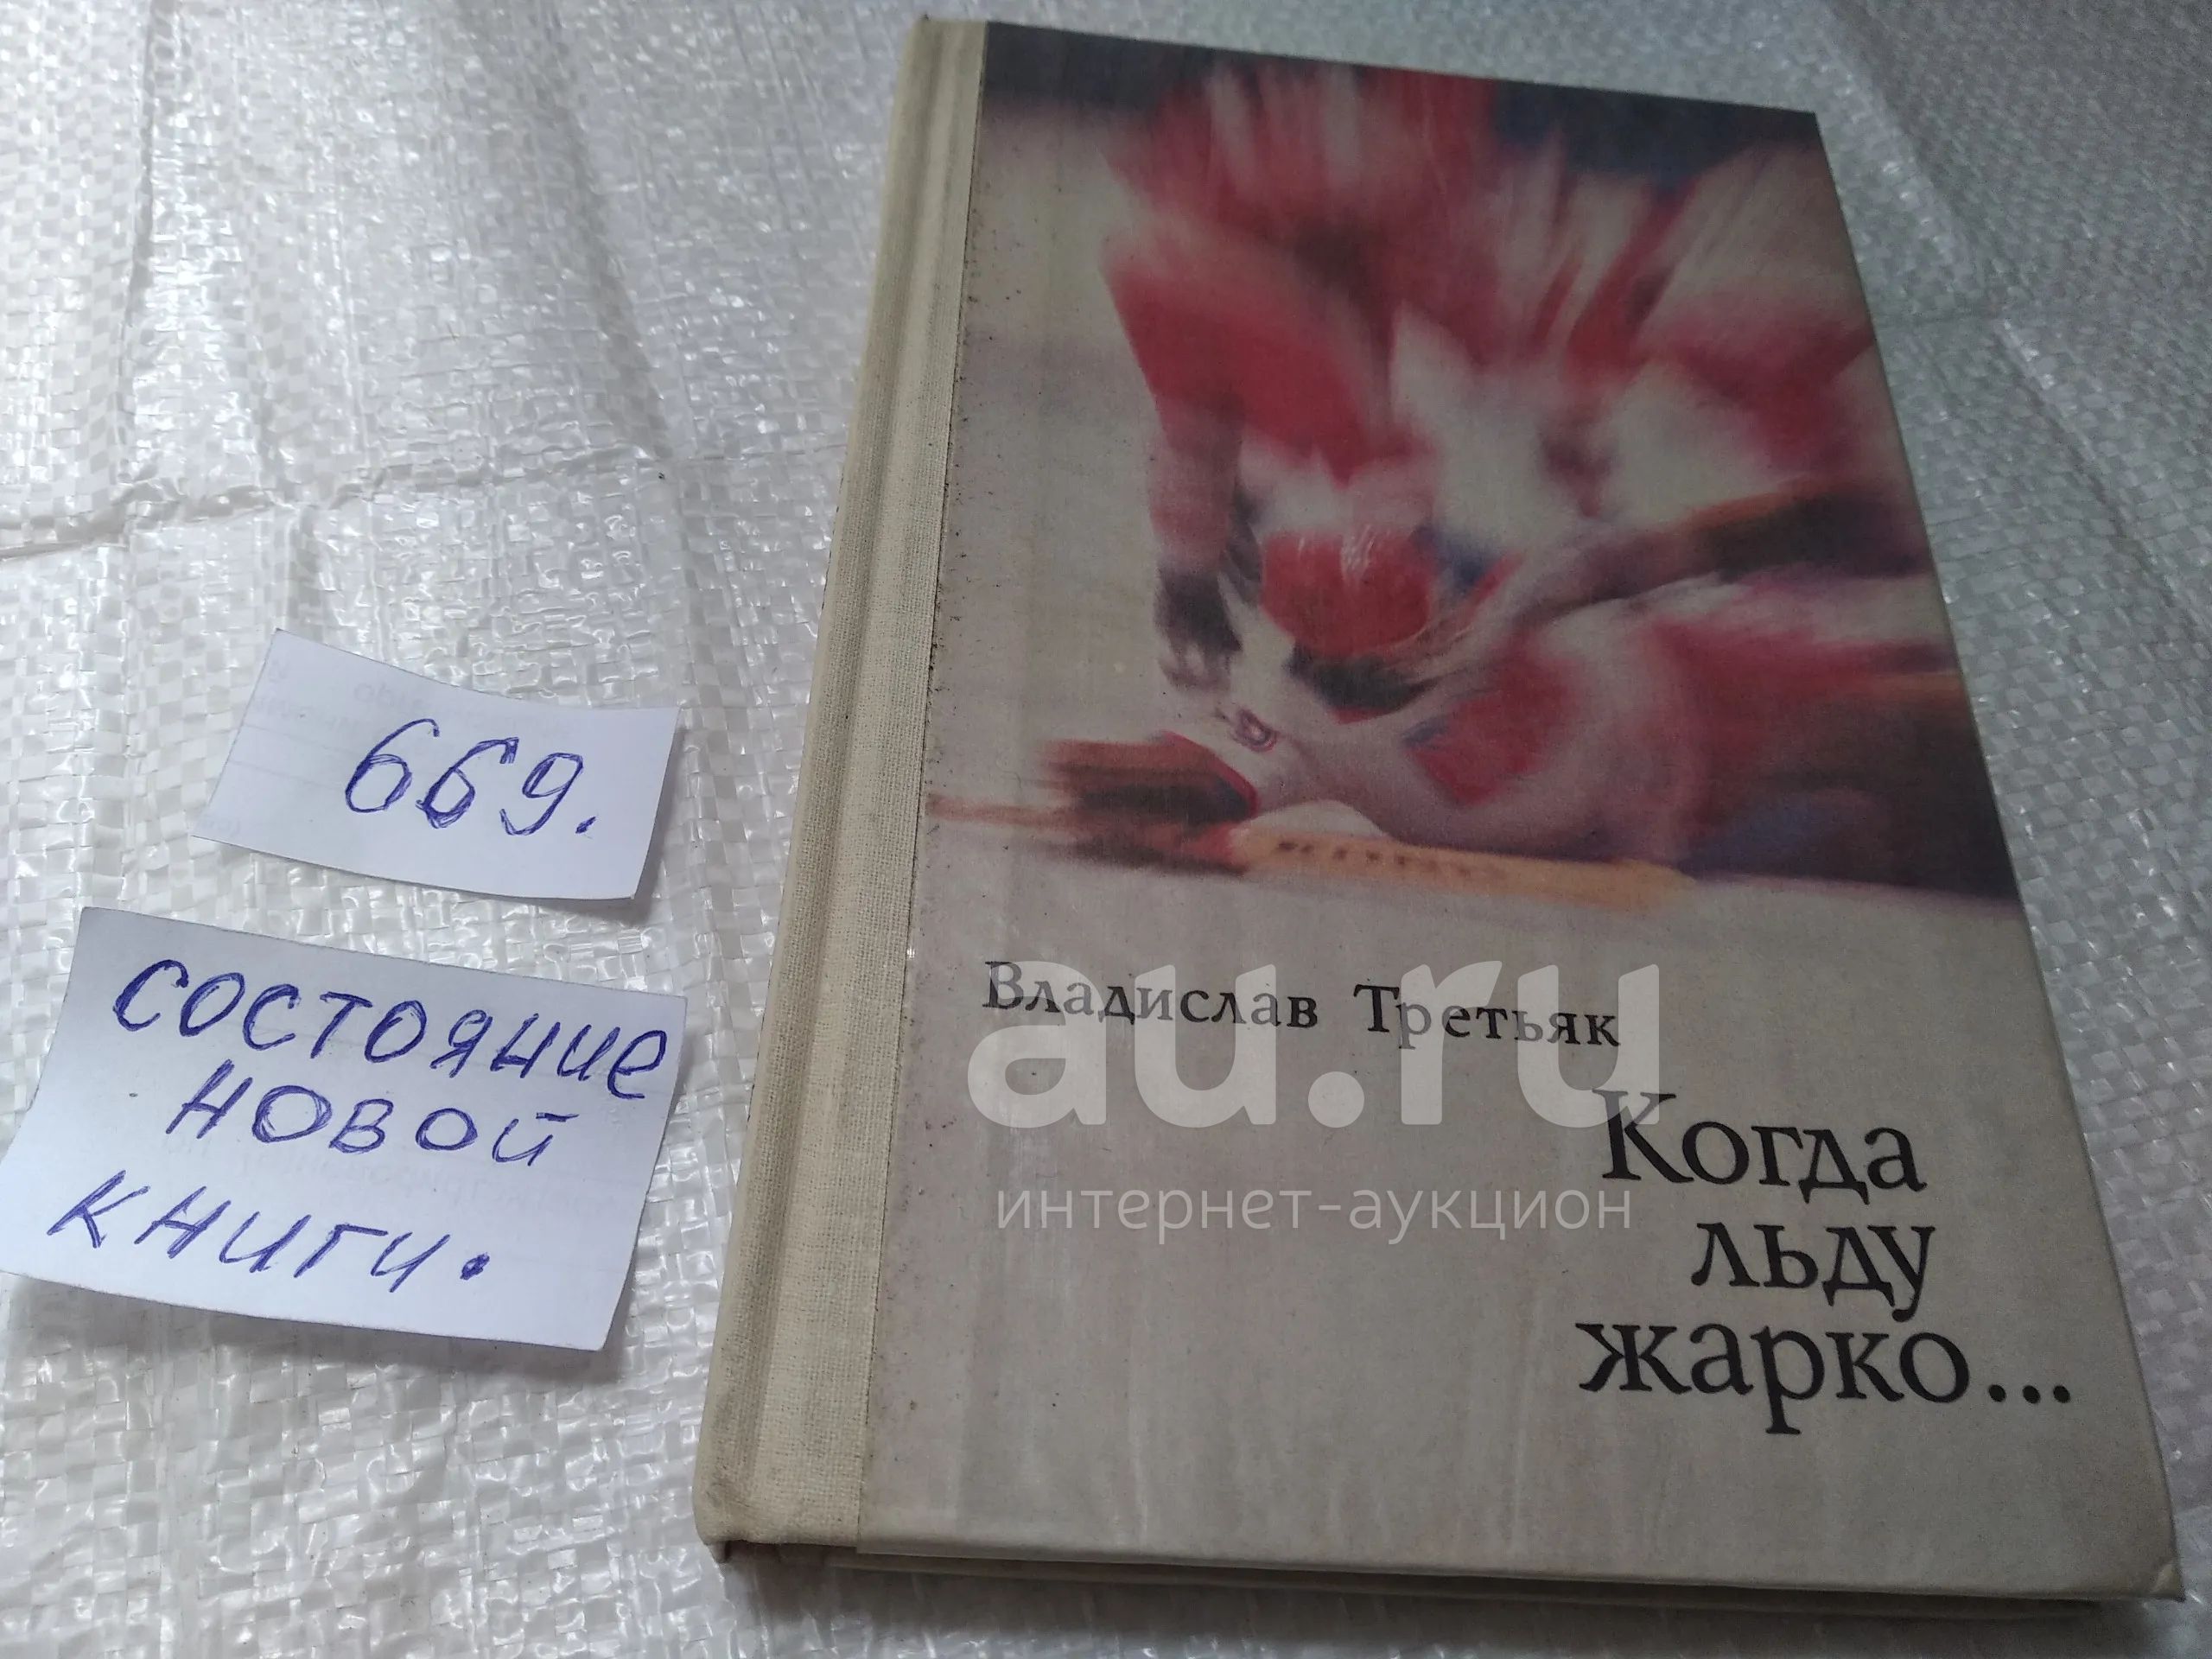 669.
состояние
новой
книги.
Владислав Третьяк
Когда
льду
жарко...
au.ru
интернет-аукцион